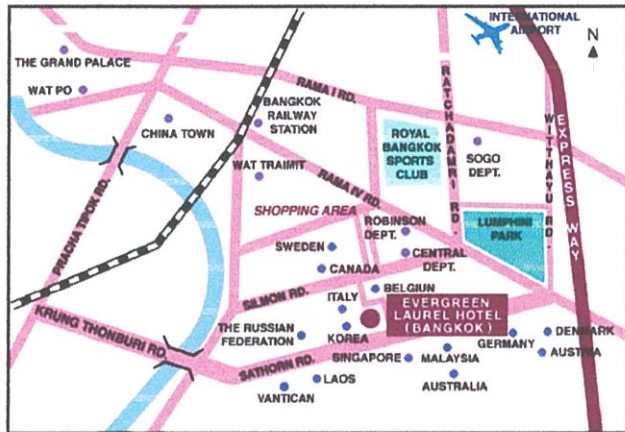 INTERNATIONAL
AIRPORT
N
THE GRAND PALACE
WAT PO
RAMA I RD.
RATCHADAMRI RD.
WITTHAYU RD.
EXPRESS WAY
BANGKOK
RAILWAY
STATION
CHINA TOWN
ROYAL
BANGKOK
SPORTS
CLUB
SOGO
DEPT.
WAT TRAIMIT
RAMA IV RD.
PRACHA TIPOK RD.
SHOPPING AREA
ROBINSON
DEPT.
LUMPHINI
PARK
SWEDEN
CENTRAL
DEPT.
CANADA
SILMON RD.
BELGIUN
ITALY
EVERGREEN
LAUREL HOTEL
(BANGKOK)
KRUNG THONBURI RD.
THE RUSSIAN
FEDERATION
KOREA
DENMARK
GERMANY
SINGAPORE
MALAYSIA
AUSTRIA
SATHORN RD.
LAOS
AUSTRALIA
VANTICAN